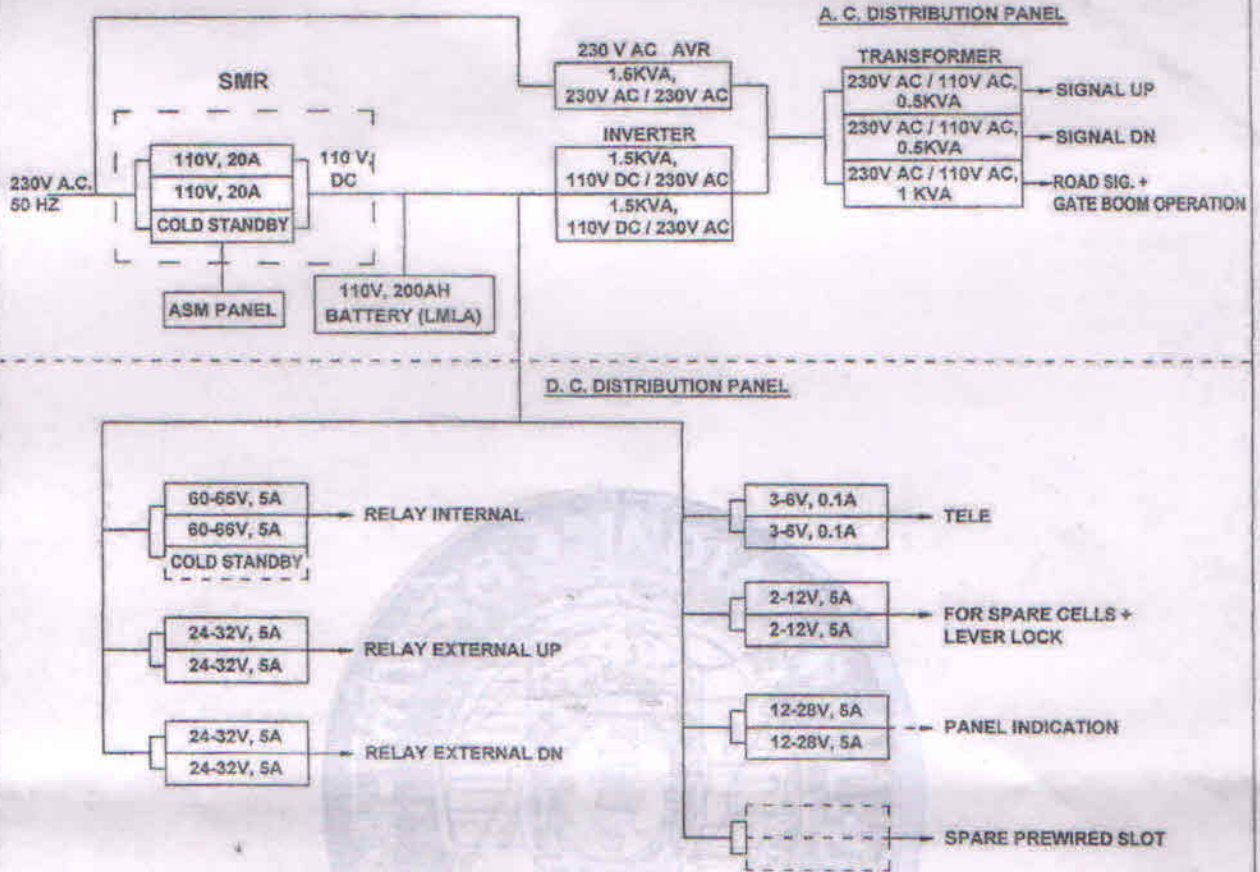 A. C. DISTRIBUTION PANEL
230 V AC AVR
1.5KVA,
230V AC / 230V AC
TRANSFORMER
230V AC / 110V AC,
0.5KVA
SIGNAL UP
230V AC / 110V AC,
0.5KVA
SIGNAL DN
230V AC / 110V AC,
1 KVA
ROAD SIG. +
GATE BOOM OPERATION
SMR
INVERTER
1.5KVA,
110V DC / 230V AC
1.5KVA,
110V DC / 230V AC
230V A.C.
50 HZ
110V, 20A
110V, 20A
COLD STANDBY
110 V,
DC
ASM PANEL
110V, 200AH
BATTERY (LMLA)
D. C. DISTRIBUTION PANEL
60-66V, 5A
60-66V, 5A
COLD STANDBY
RELAY INTERNAL
24-32V, 5A
24-32V, 5A
RELAY EXTERNAL UP
24-32V, 5A
24-32V, 5A
RELAY EXTERNAL DN
3-6V, 0.1A
3-6V, 0.1A
TELE
2-12V, 5A
2-12V, 5A
FOR SPARE CELLS +
LEVER LOCK
12-28V, 5A
12-28V, 5A
PANEL INDICATION
SPARE PREWIRED SLOT